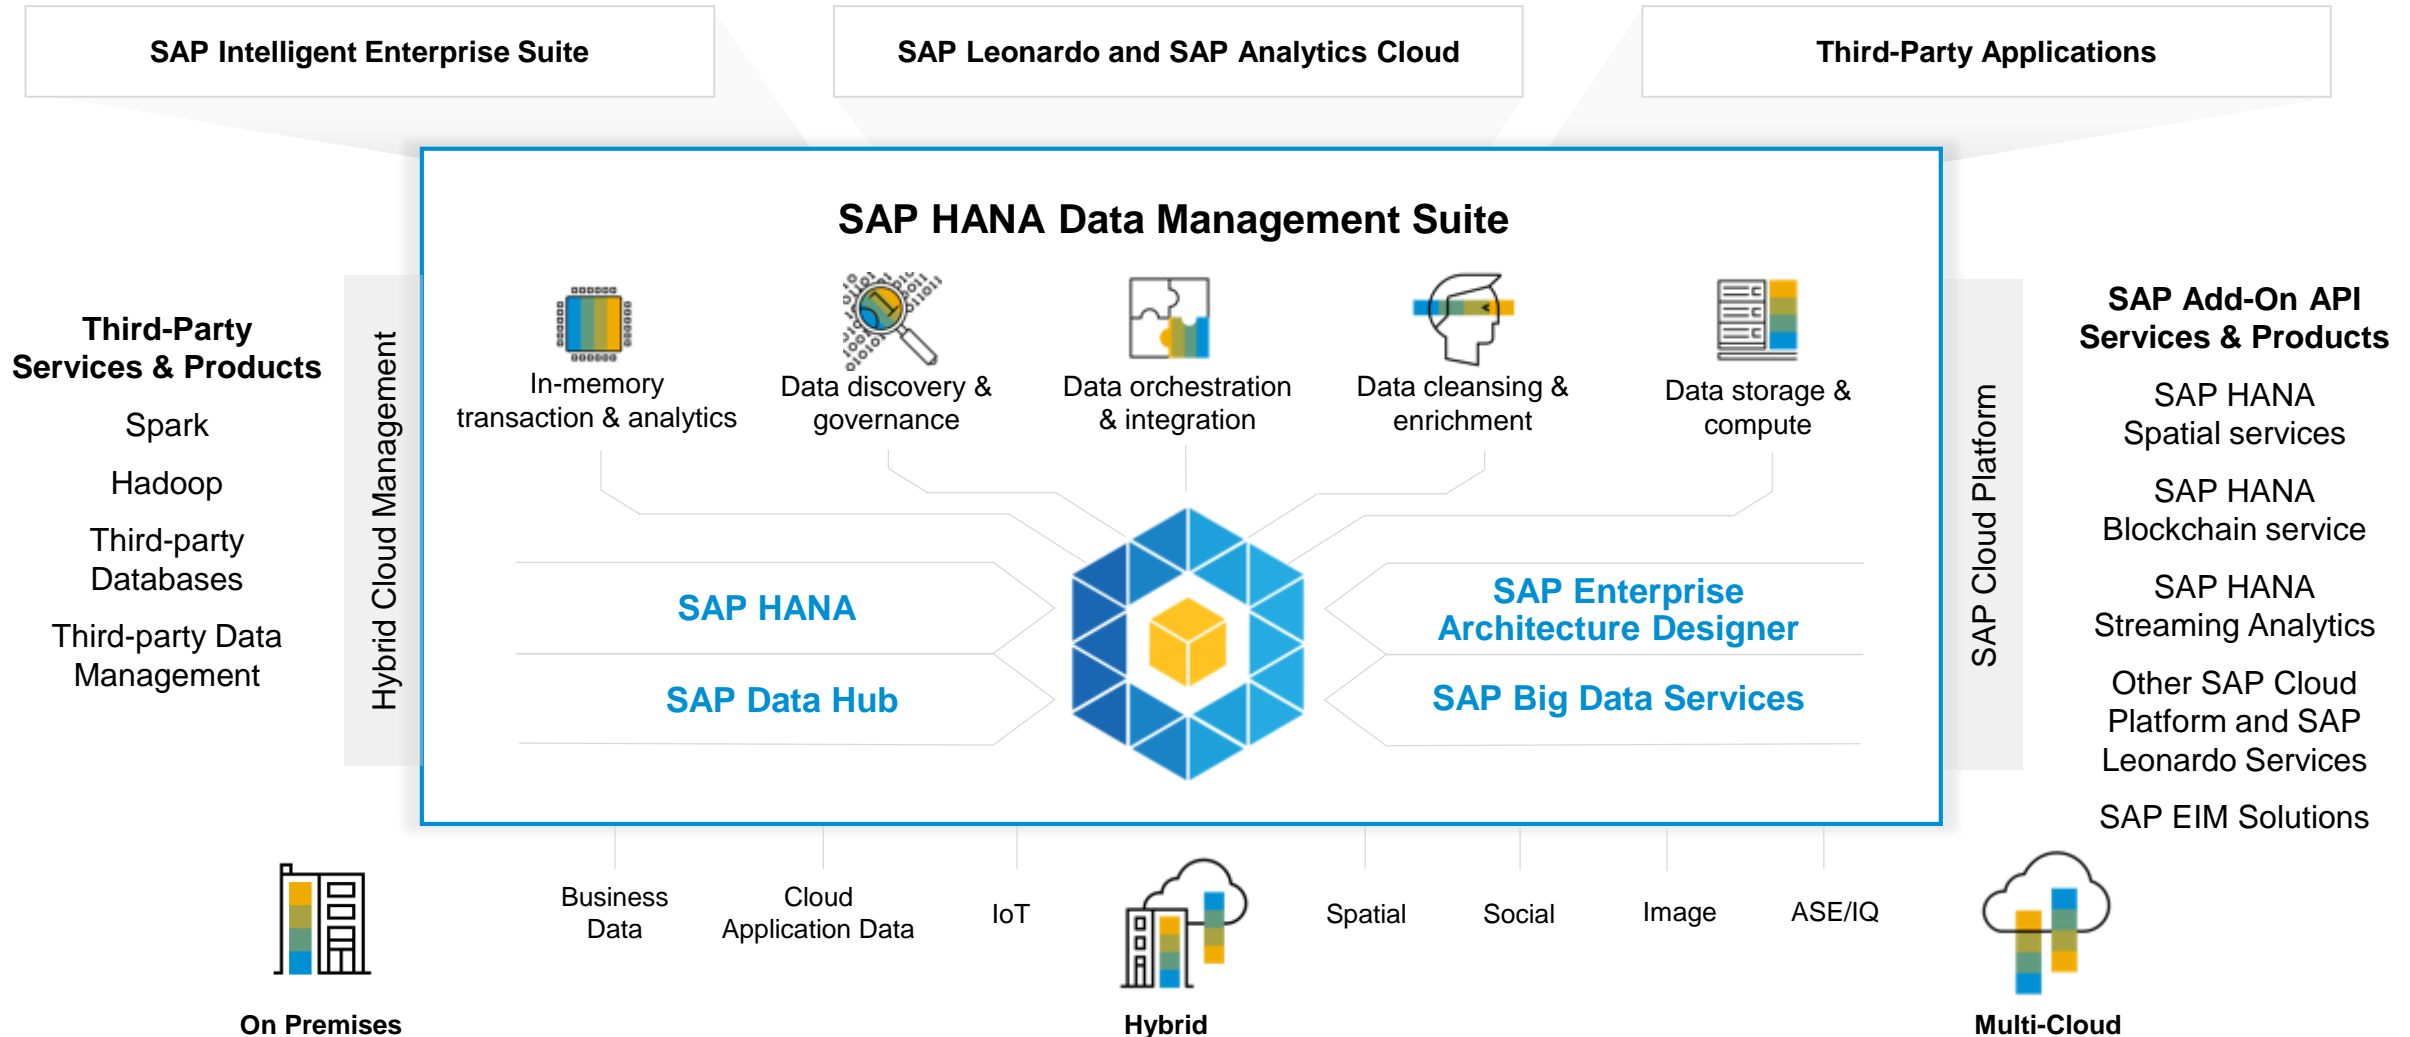 SAP Intelligent Enterprise Suite
SAP Leonardo and SAP Analytics Cloud
Third-Party Applications
SAP HANA Data Management Suite
Third-Party
Services & Products
Spark
Hadoop
Third-party
Databases
Third-party Data
Management
Hybrid Cloud Management
In-memory
transaction & analytics
Data discovery &
governance
Data orchestration
& integration
Data cleansing &
enrichment
Data storage &
compute
SAP HANA
SAP Data Hub
SAP Enterprise
Architecture Designer
SAP Big Data Services
SAP Cloud Platform
SAP Add-On API
Services & Products
SAP HANA
Spatial services
SAP HANA
Blockchain service
SAP HANA
Streaming Analytics
Other SAP Cloud
Platform and SAP
Leonardo Services
SAP EIM Solutions
Business
Data
Cloud
Application Data
IoT
Spatial
Social
Image
ASE/IQ
On Premises
Hybrid
Multi-Cloud